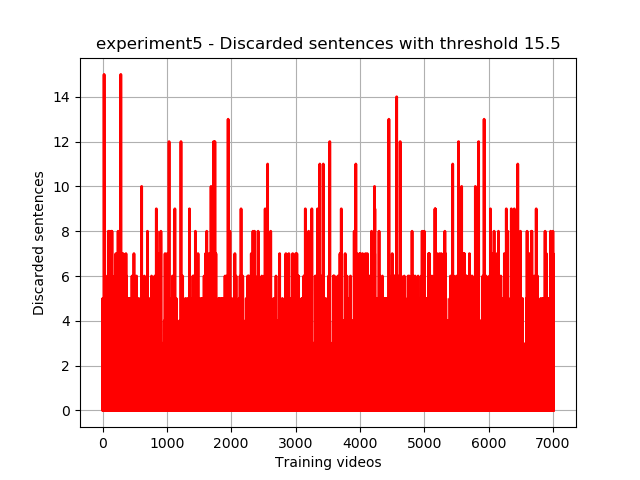 experiment5 - Discarded sentences with threshold 15.5
14
12
10
8
6
4
2
0
Discarded sentences
0 1000 2000 3000 4000 5000 6000 7000
Training videos